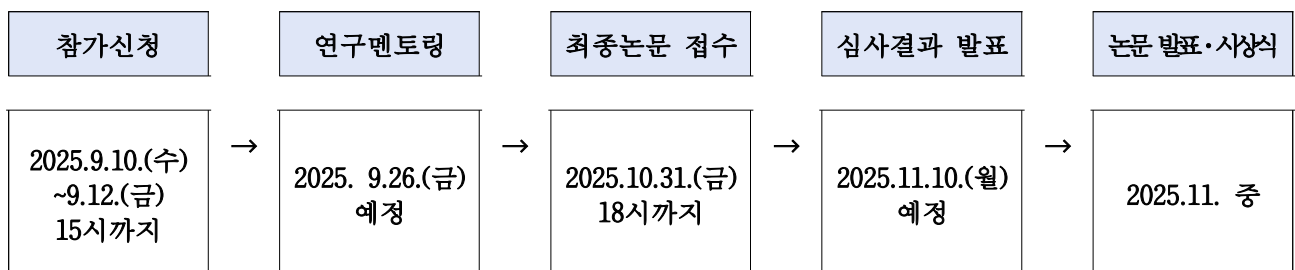 참가신청
연구멘토링
최종논문 접수
심사결과 발표
논문 발표·시상식
2025.9.10.(수)
~9.12.(금)
15시까지
→
2025. 9.26.(금)
예정
→
2025.10.31.(금)
18시까지
→
2025.11.10.(월)
예정
→
2025.11. 중